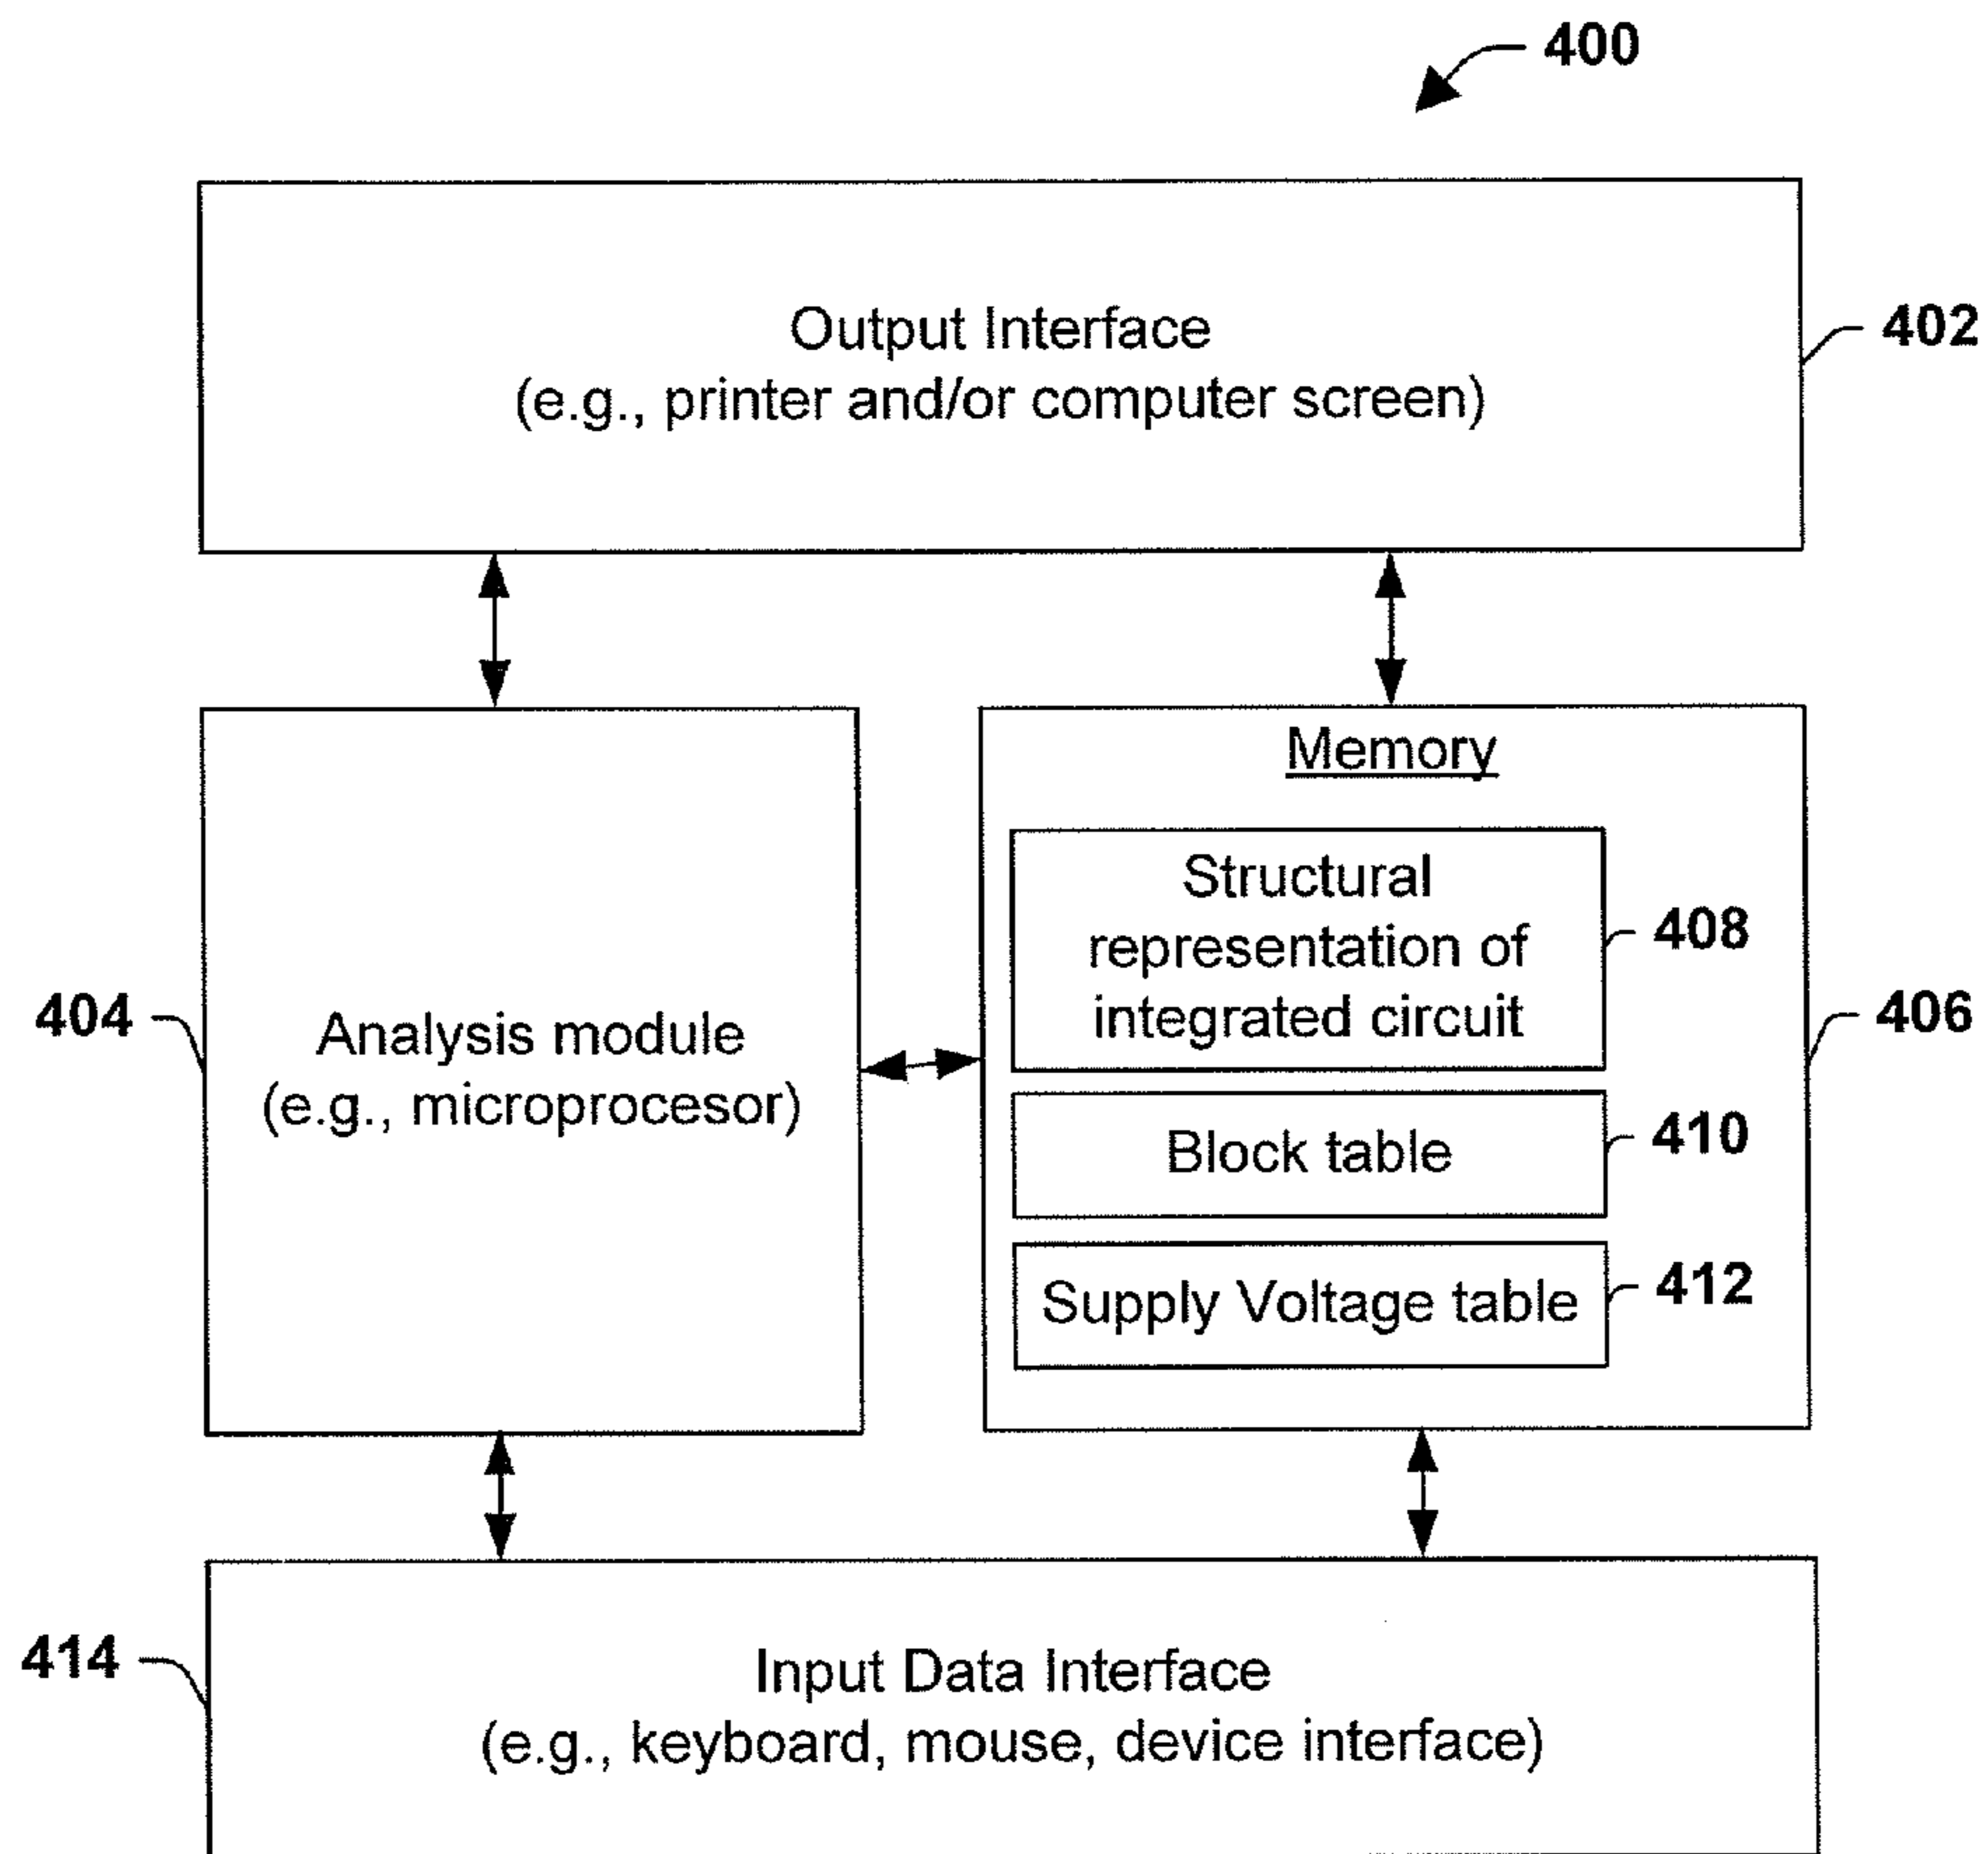 400
Output Interface
(e.g., printer and/or computer screen)
402
Memory
Structural
representation of
integrated circuit
408
404
Analysis module
(e.g., microprocesor)
406
Block table
410
Supply Voltage table
412
414
Input Data Interface
(e.g., keyboard, mouse, device interface)